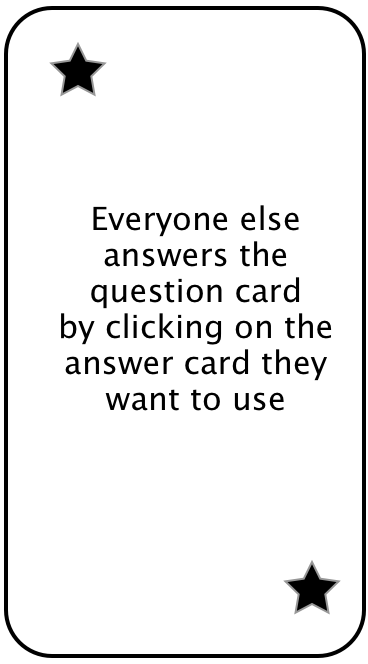 Everyone else
answers the
question card
by clicking on the
answer card they
want to use